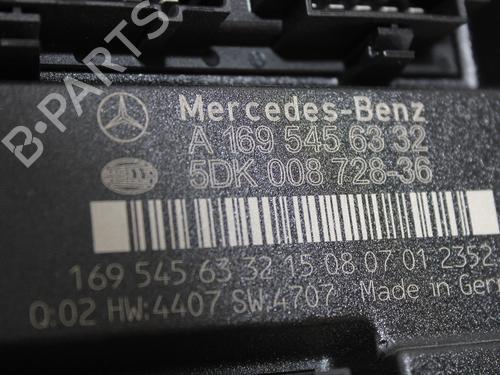 Mercedes-Benz
A 169 545 63 32
5DK 008 728-36
169 545 63 32 15 08 07 01 2352
Q:02 HW:4407 SW:4707 Made in Ger
B-PARTS